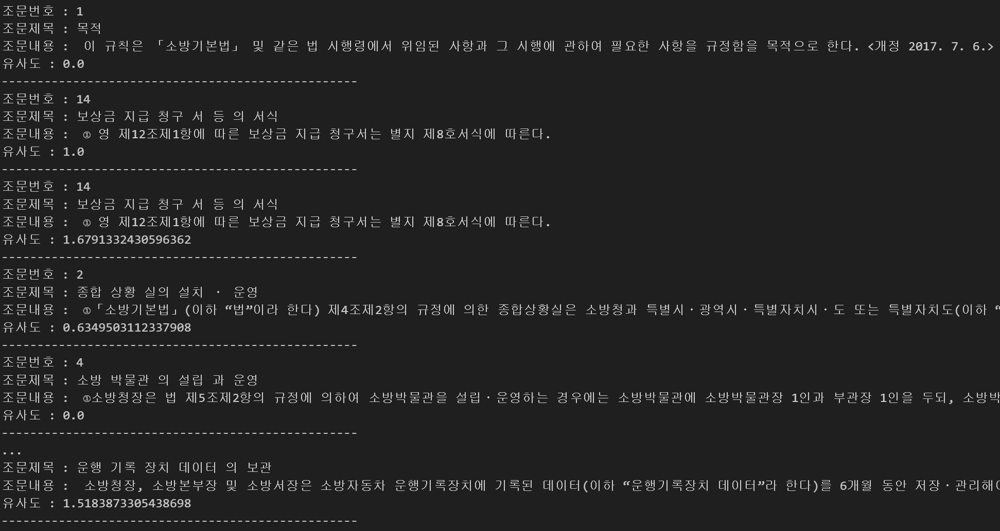 조문번호 : 1
조문제목 : 목적
조문내용 :  이 규칙은 「소방기본법」 및 같은 법 시행령에서 위임된 사항과 그 시행에 관하여 필요한 사항을 규정함을 목적으로 한다. <개정 2017. 7. 6.>
유사도 : 0.0
--------------------------------------------------
조문번호 : 14
조문제목 : 보상금 지급 청구 서 등 의 서식
조문내용 :  ① 영 제12조제1항에 따른 보상금 지급 청구서는 별지 제8호서식에 따른다.
유사도 : 1.0
--------------------------------------------------
조문번호 : 14
조문제목 : 보상금 지급 청구 서 등 의 서식
조문내용 :  ① 영 제12조제1항에 따른 보상금 지급 청구서는 별지 제8호서식에 따른다.
유사도 : 1.6791332430596362
--------------------------------------------------
조문번호 : 2
조문제목 : 종합 상황 실의 설치 · 운영
조문내용 :  ①「소방기본법」(이하 “법”이라 한다) 제4조제2항의 규정에 의한 종합상황실은 소방청과 특별시·광역시·특별자치시·도 또는 특별자치도(이하 “
유사도 : 0.6349503112337908
--------------------------------------------------
조문번호 : 4
조문제목 : 소방 박물관 의 설립 과 운영
조문내용 :  ①소방청장은 법 제5조제2항의 규정에 의하여 소방박물관을 설립·운영하는 경우에는 소방박물관에 소방박물관장 1인과 부관장 1인을 두되, 소방박
유사도 : 0.0
--------------------------------------------------
...
조문제목 : 운행 기록 장치 데이터 의 보관
조문내용 :  소방청장, 소방본부장 및 소방서장은 소방자동차 운행기록장치에 기록된 데이터(이하 “운행기록장치 데이터”라 한다)를 6개월 동안 저장·관리해야
유사도 : 1.5183873305438698
--------------------------------------------------